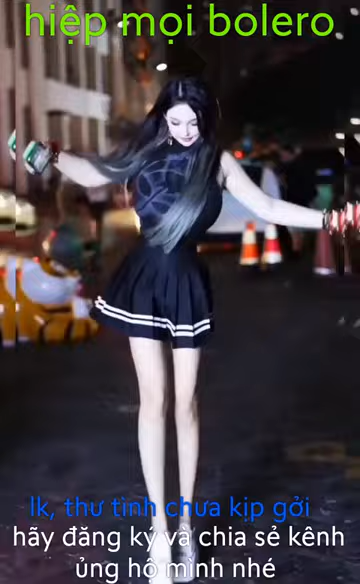 hiệp mọi bolero
lk, thư tình chưa kịp gởi
hãy đăng ký và chia sẻ kênh
ủng hộ mình nhé